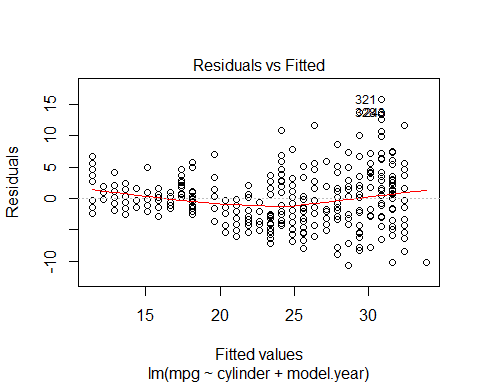 Residuals vs Fitted
Residuals
15
10
5
0
-10
321
15
20
25
30
Fitted values
lm(mpg ~ cylinder + model.year)